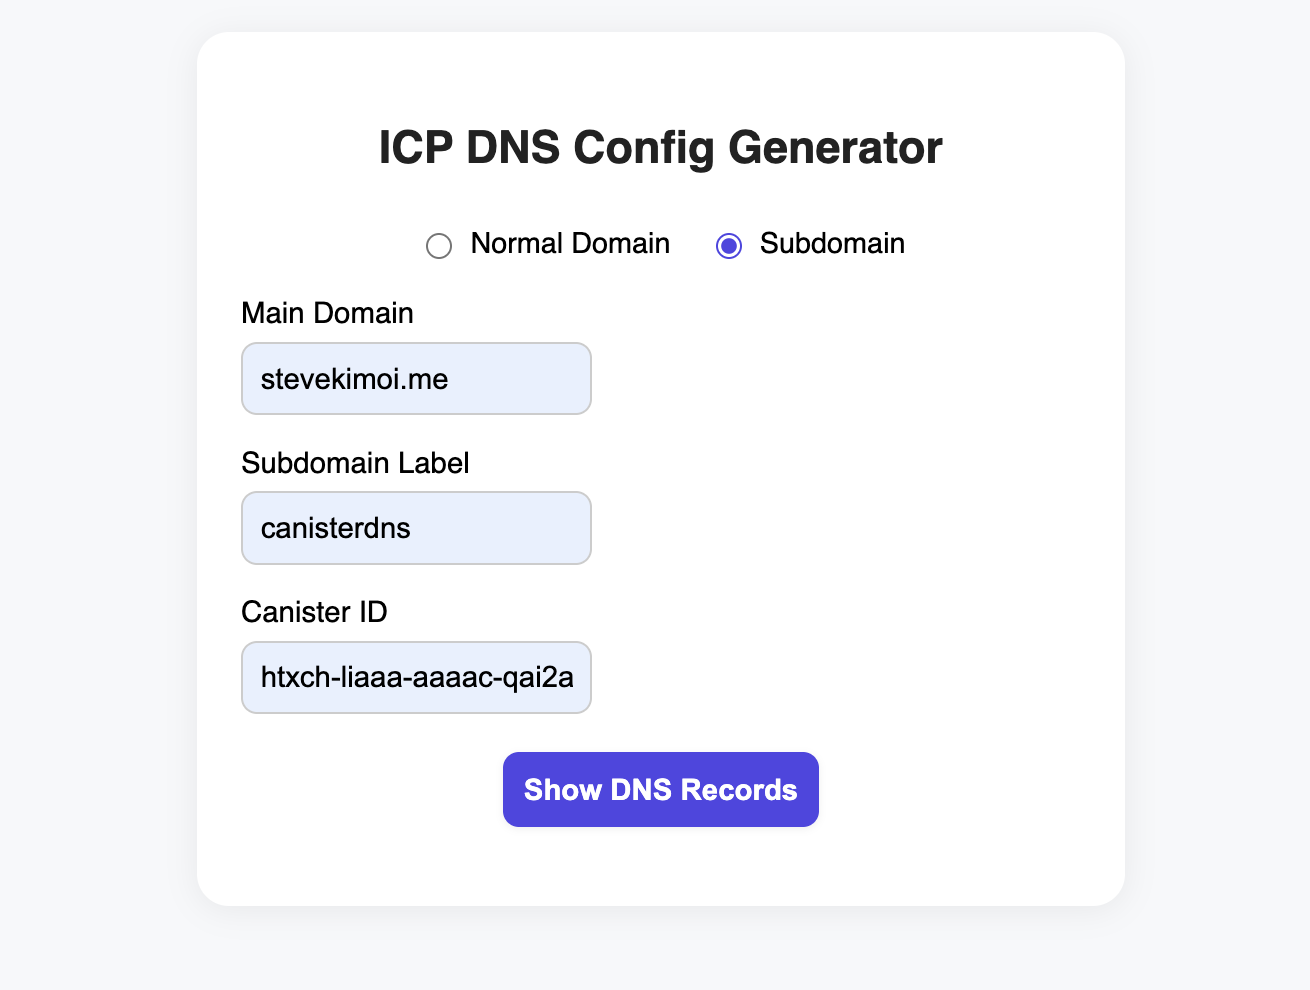 ICP DNS Config Generator
Normal Domain Subdomain
Main Domain
stevekimoi.me
Subdomain Label
canisterdns
Canister ID
htxch-liaaa-aaaac-qai2a
Show DNS Records